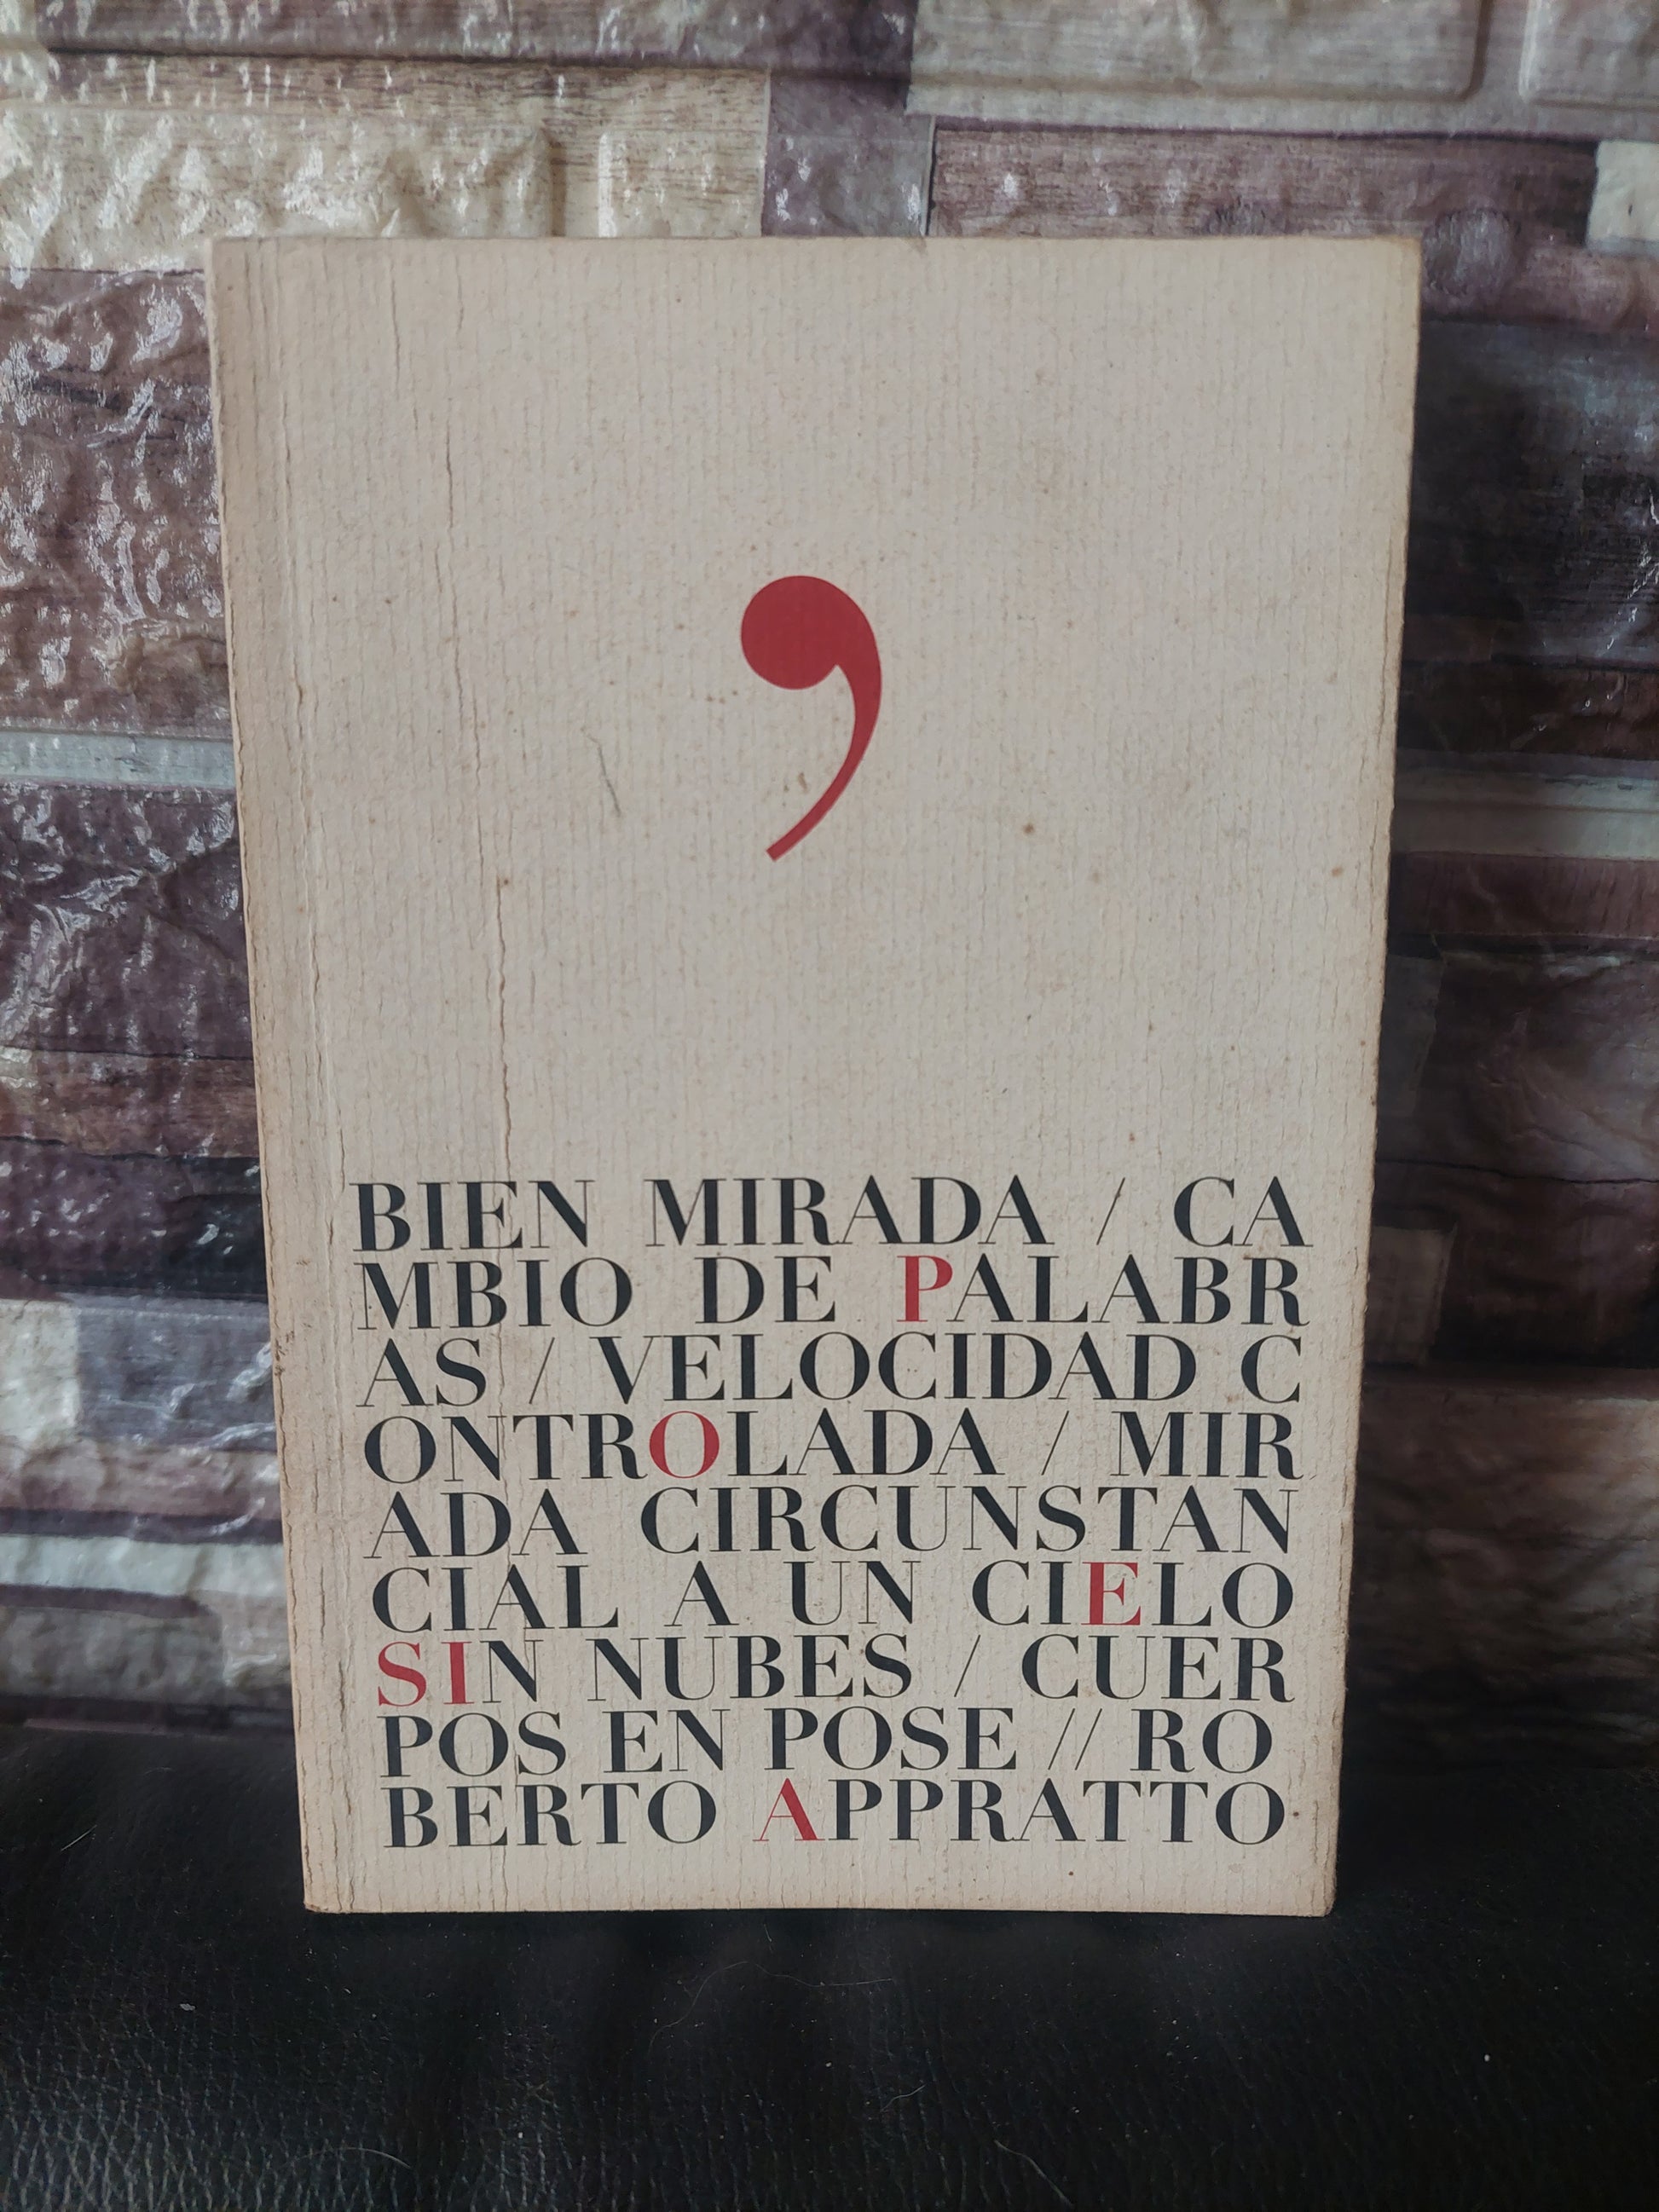 ,
BIEN MIRADA / CA
MBIO DE PALABR
AS / VELOCIDAD C
ONTROLADA / MIR
ADA CIRCUNSTAN
CIAL A UN CIELO
SIN NUBES / CUER
POS EN POSE // RO
BERTO APPRATTO